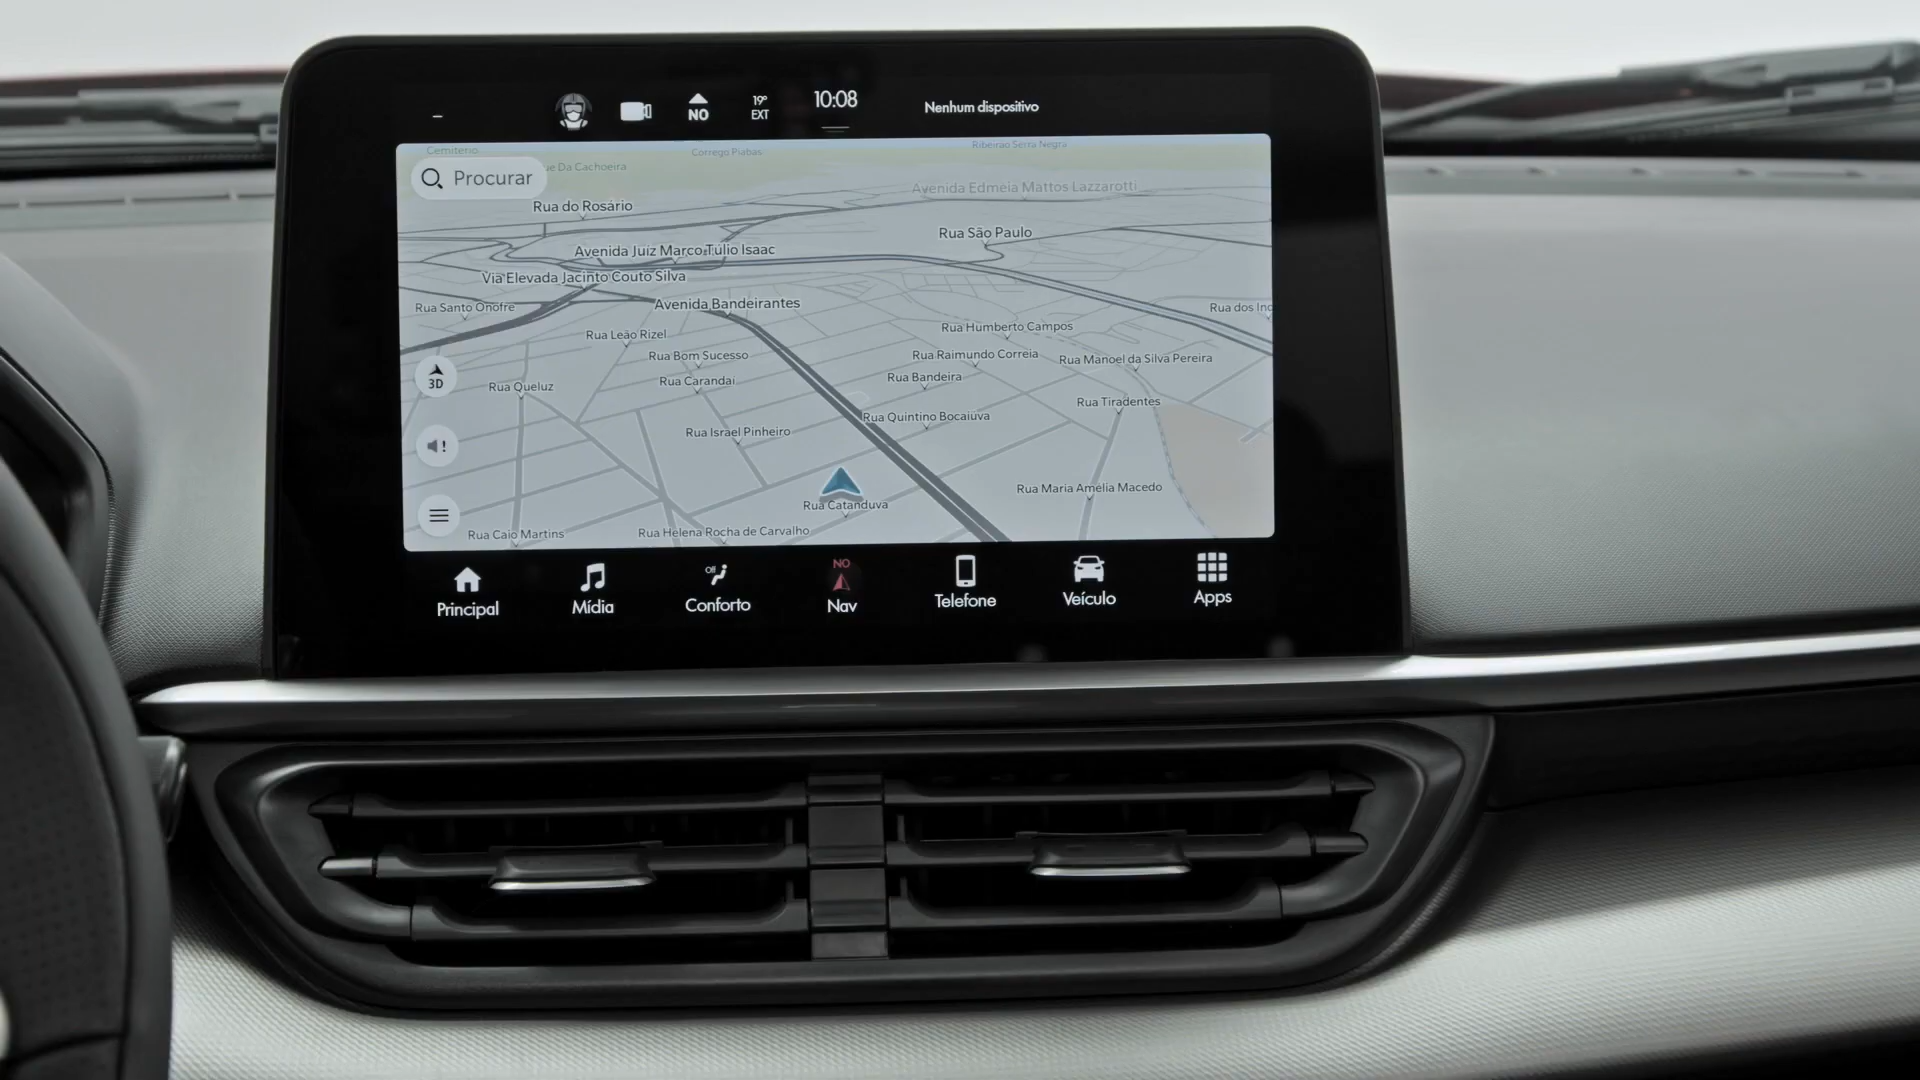 –
NO
19°
EXT
10:08
Nenhum dispositivo
Cemitério
Corrego Piabas
Ribeirao Serra Negra
ue Da Cachoeira
Procurar
Avenida Edmeia Mattos Lazzarotti
Rua do Rosário
Rua São Paulo
Avenida Juiz Marco Túlio Isaac
Via Elevada Jacinto Couto Silva
Rua Santo Onofre
Avenida Bandeirantes
Rua dos Inc
Rua Leão Rizel
Rua Humberto Campos
Rua Bom Sucesso
Rua Raimundo Correia
Rua Manoel da Silva Pereira
3D
Rua Queluz
Rua Carandaí
Rua Bandeira
Rua Tiradentes
Rua Quintino Bocaiuva
Rua Israel Pinheiro
!
Rua Maria Amélia Macedo
Rua Catanduva
Rua Caio Martins
Rua Helena Rocha de Carvalho
Off
NO
Principal
Mídia
Conforto
Nav
Telefone
Veículo
Apps